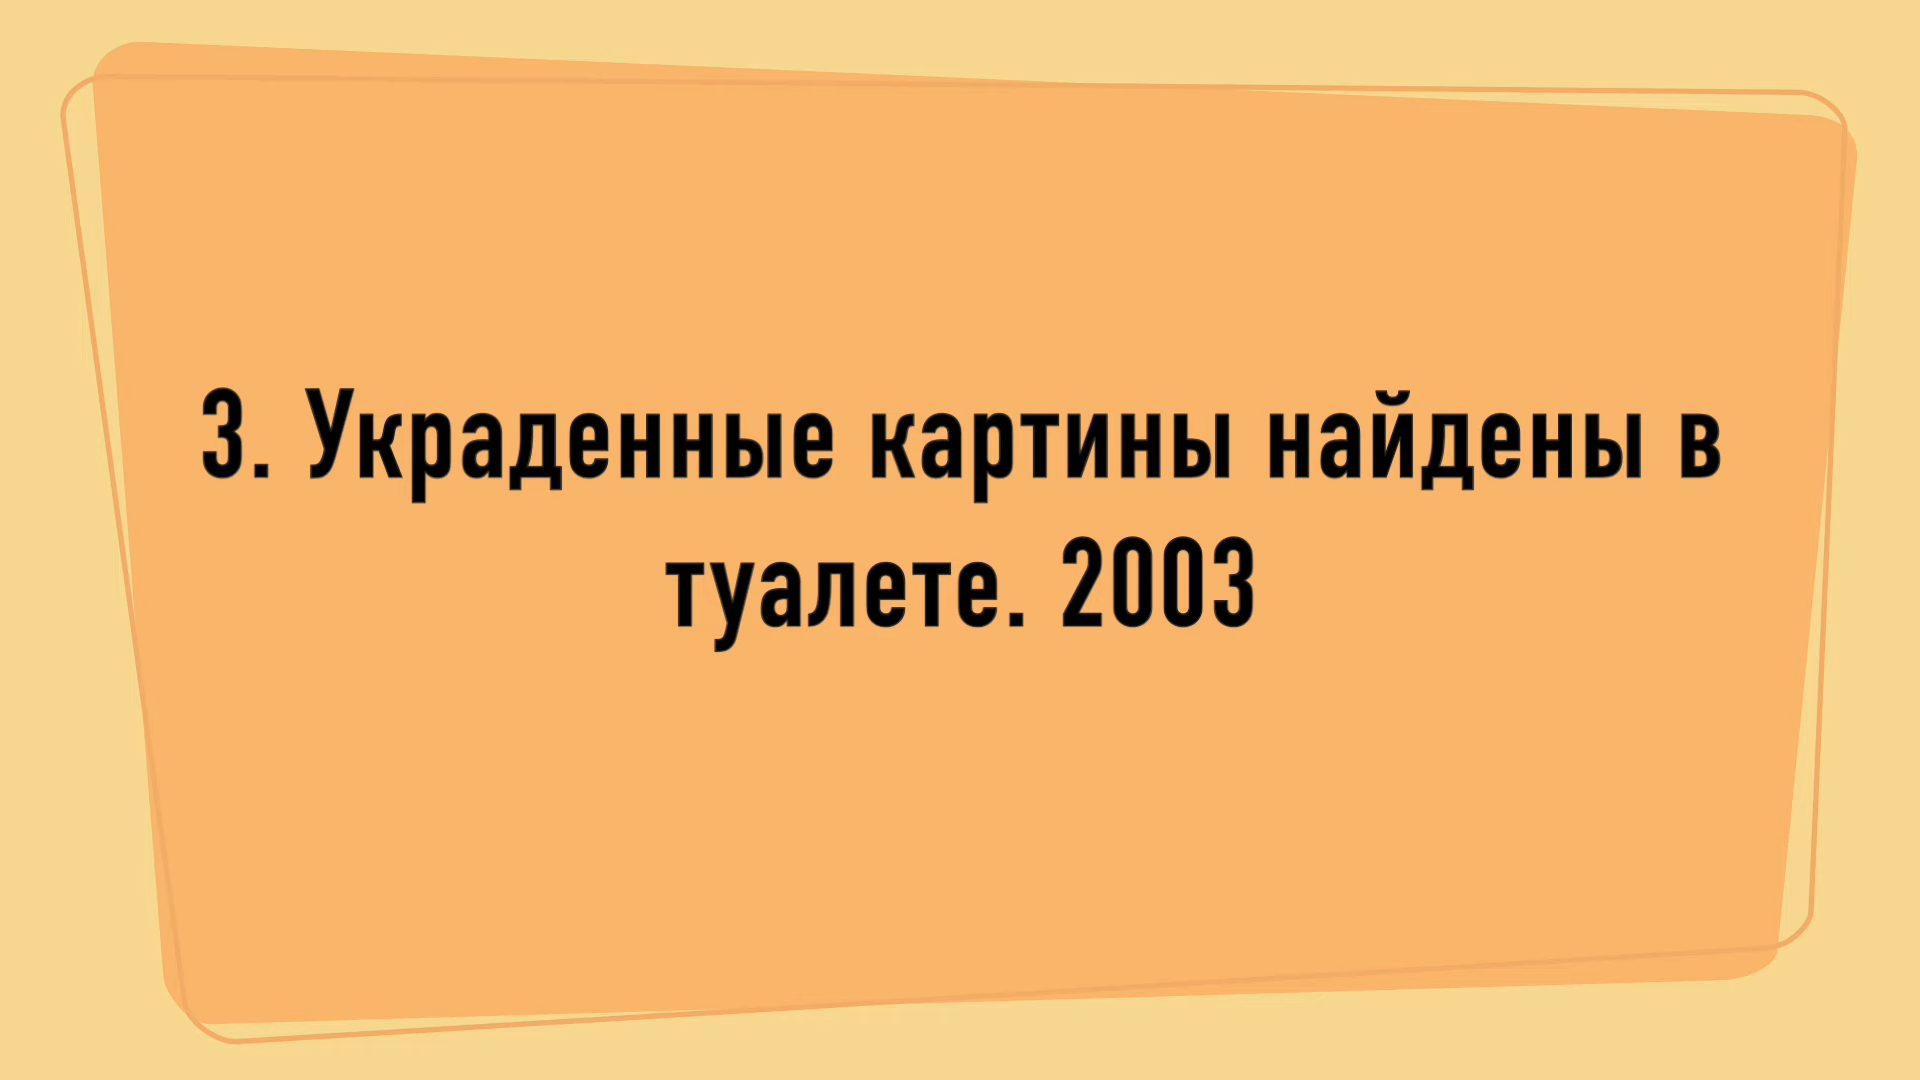 3. Украденные картины найдены в
туалете. 2003